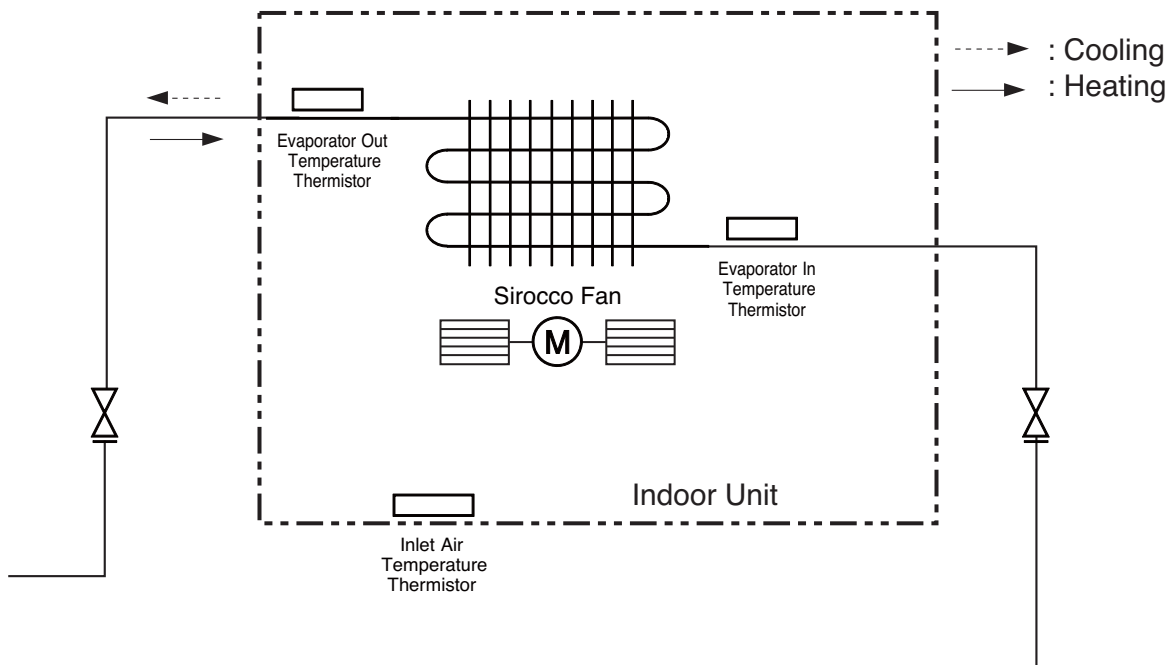 : Cooling
: Heating
Evaporator Out
Temperature
Thermistor
Evaporator In
Temperature
Thermistor
Sirocco Fan
M
Indoor Unit
Inlet Air
Temperature
Thermistor